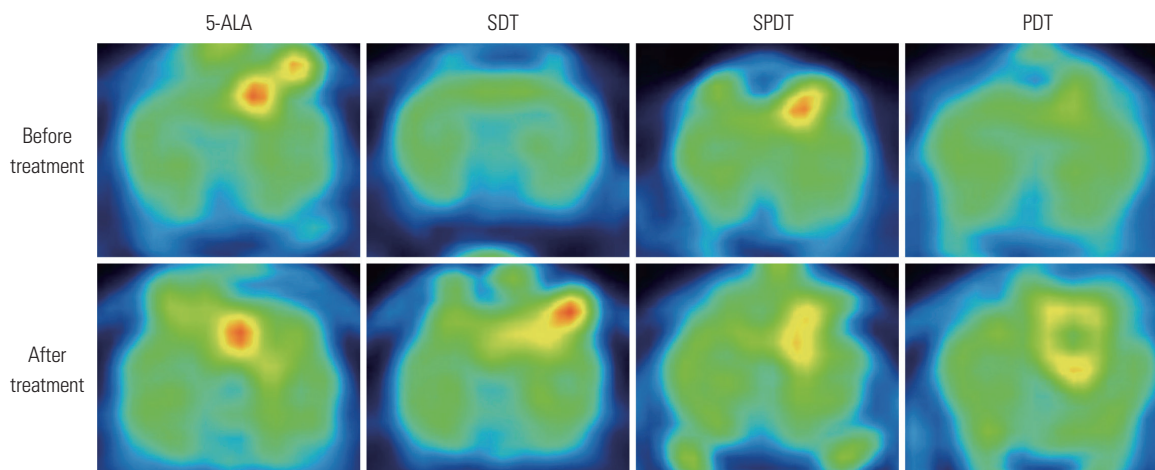 5-ALA
SDT
SPDT
PDT
Before
treatment
After
treatment